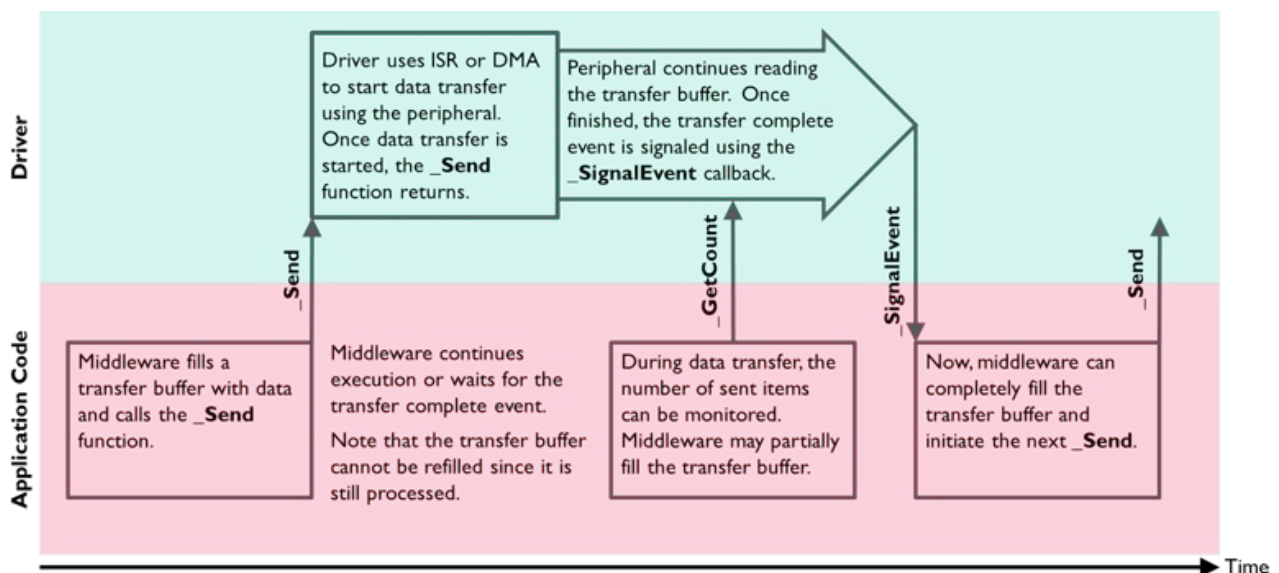 Driver
Driver uses ISR or DMA
to start data transfer
using the peripheral.
Once data transfer is
started, the _Send
function returns.
Peripheral continues reading
the transfer buffer. Once
finished, the transfer complete
event is signaled using the
_SignalEvent callback.
_Send
_GetCount
_SignalEvent
_Send
Application Code
Middleware fills a
transfer buffer with data
and calls the _Send
function.
Middleware continues
execution or waits for the
transfer complete event.
Note that the transfer buffer
cannot be refilled since it is
still processed.
During data transfer, the
number of sent items
can be monitored.
Middleware may partially
fill the transfer buffer.
Now, middleware can
completely fill the
transfer buffer and
initiate the next _Send.
Time